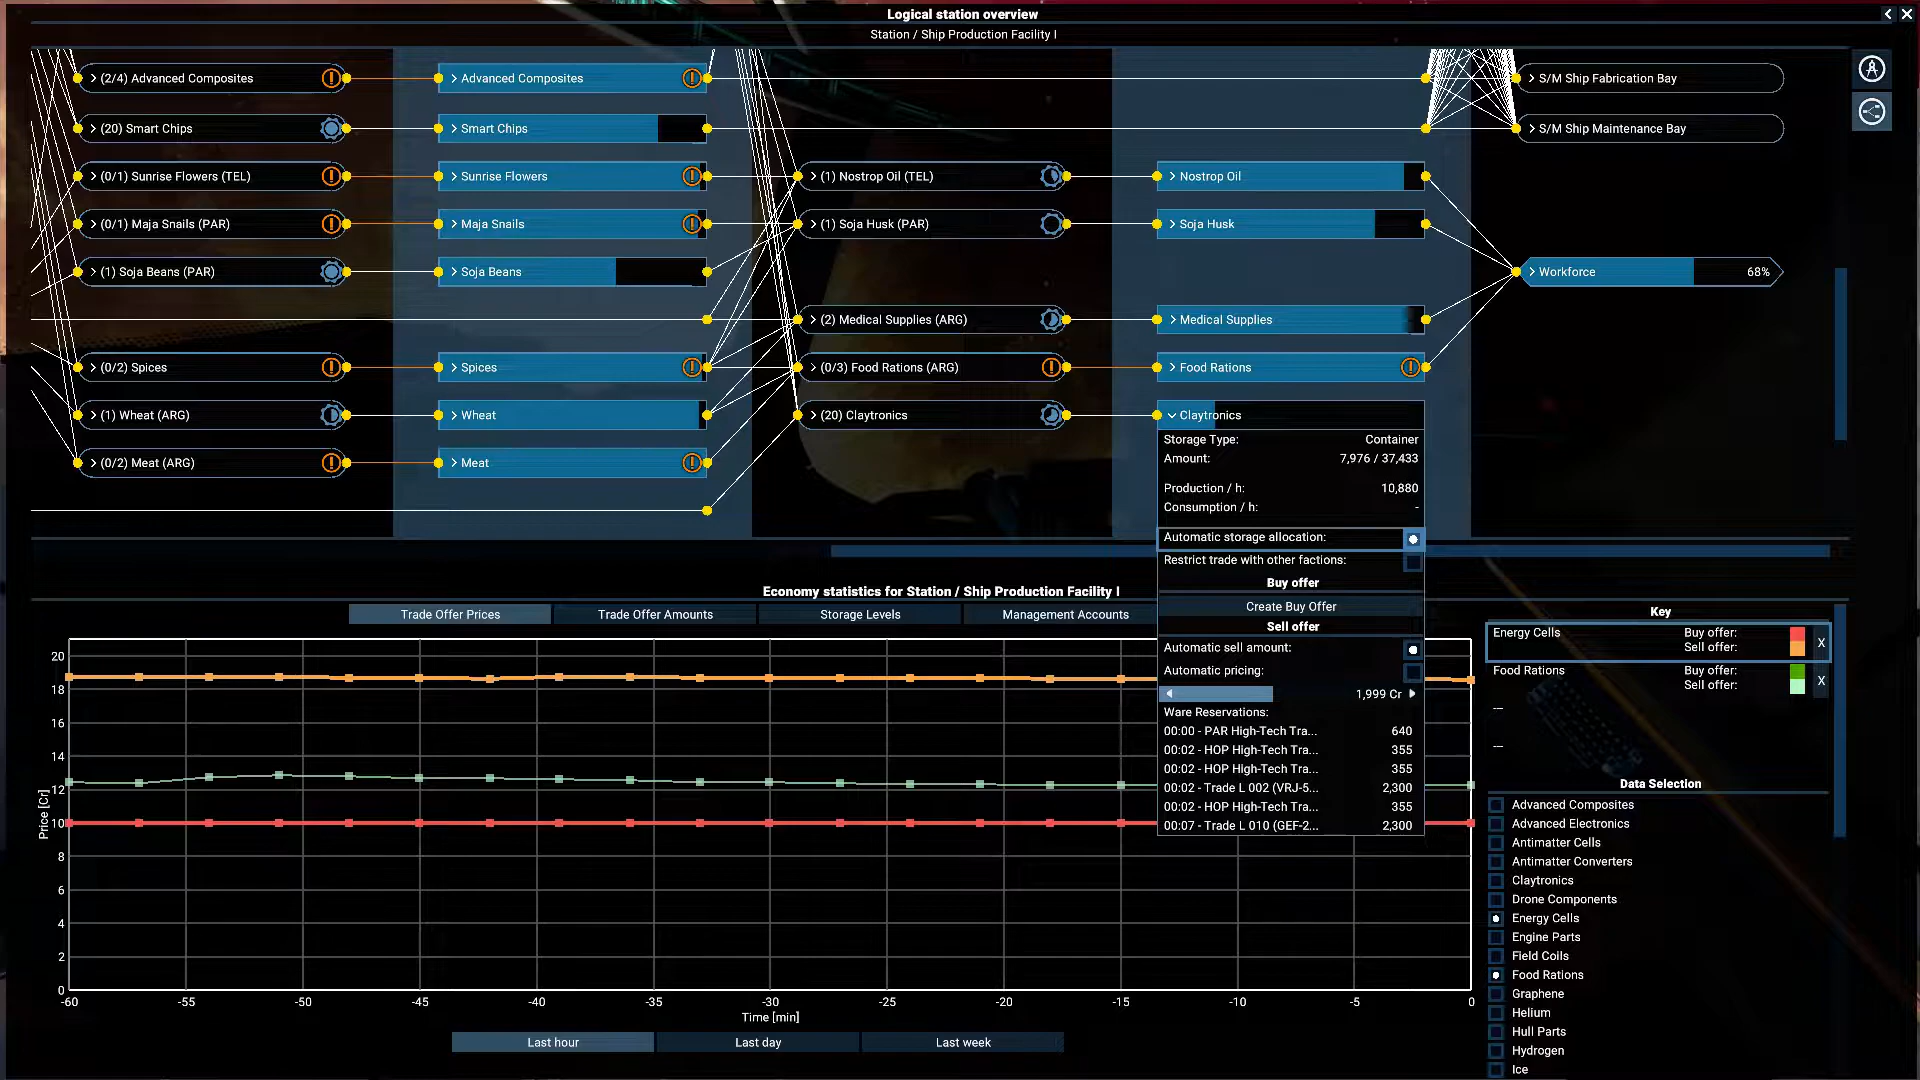 Logical station overview
Station / Ship Production Facility I
(2/4) Advanced Composites
Advanced Composites
S/M Ship Fabrication Bay
(20) Smart Chips
Smart Chips
S/M Ship Maintenance Bay
(0/1) Sunrise Flowers (TEL)
Sunrise Flowers
(1) Nostrop Oil (TEL)
Nostrop Oil
(0/1) Maja Snails (PAR)
Maja Snails
(1) Soja Husk (PAR)
Soja Husk
(1) Soja Beans (PAR)
Soja Beans
Workforce 68%
(2) Medical Supplies (ARG)
Medical Supplies
(0/2) Spices
Spices
(0/3) Food Rations (ARG)
Food Rations
(1) Wheat (ARG)
Wheat
(20) Claytronics
Claytronics
(0/2) Meat (ARG)
Meat
Storage Type: Container
Amount: 7,976 / 37,433
Production / h: 10,880
Consumption / h: -
Automatic storage allocation:
Restrict trade with other factions:
Buy offer
Create Buy Offer
Sell offer
Automatic sell amount:
Automatic pricing:
1,999 Cr
Ware Reservations:
00:00 - PAR High-Tech Tra... 640
00:02 - HOP High-Tech Tra... 355
00:02 - HOP High-Tech Tra... 355
00:02 - Trade L 002 (VRJ-5... 2,300
00:02 - HOP High-Tech Tra... 355
00:07 - Trade L 010 (GEF-2... 2,300
Economy statistics for Station / Ship Production Facility I
Trade Offer Prices
Trade Offer Amounts
Storage Levels
Management Accounts
Price [Cr]
20
18
16
14
12
10
8
6
4
2
0
-60 -55 -50 -45 -40 -35 -30 -25 -20 -15 -10 -5 0
Time [min]
Last hour
Last day
Last week
Key
Energy Cells
Buy offer:
Sell offer:
X
Food Rations
Buy offer:
Sell offer:
X
---
---
Data Selection
Advanced Composites
Advanced Electronics
Antimatter Cells
Antimatter Converters
Claytronics
Drone Components
Energy Cells
Engine Parts
Field Coils
Food Rations
Graphene
Helium
Hull Parts
Hydrogen
Ice